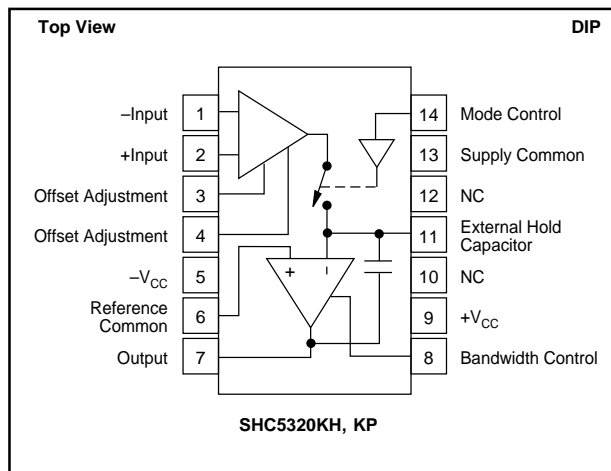 Top View
DIP
–Input 1
+Input 2
Offset Adjustment 3
Offset Adjustment 4
–VCC 5
Reference
Common 6
Output 7
14 Mode Control
13 Supply Common
12 NC
11 External Hold
Capacitor
10 NC
9 +VCC
8 Bandwidth Control
+ –
SHC5320KH, KP